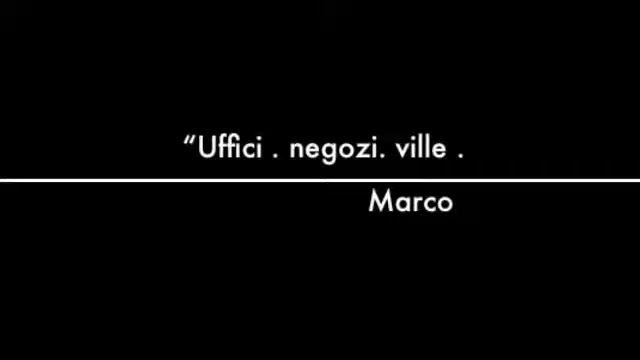 “Uffici . negozi. ville .
Marco